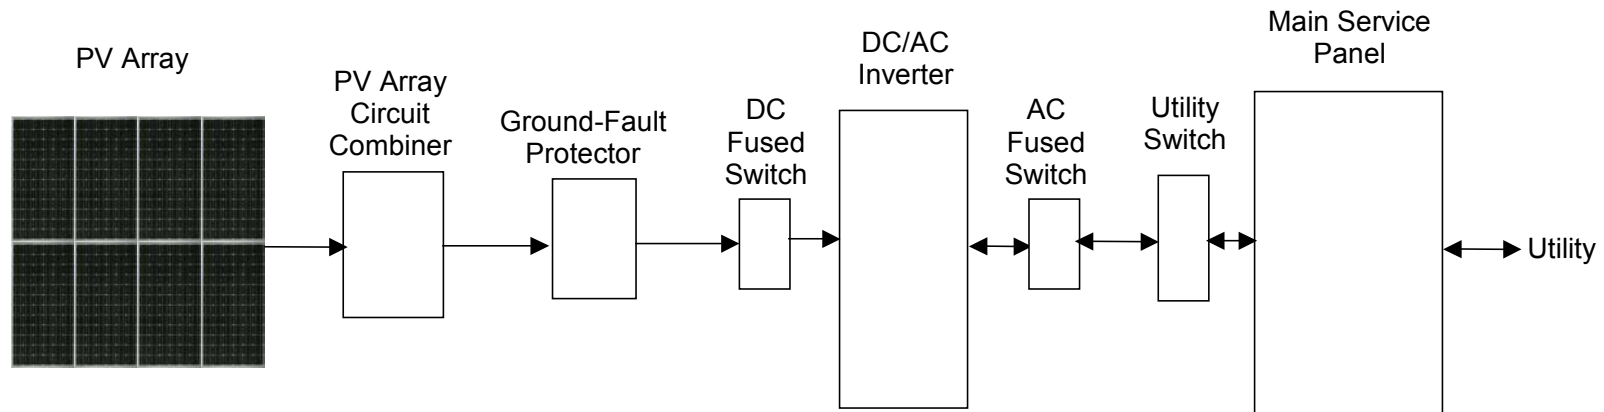 PV Array
PV Array
Circuit
Combiner
Ground-Fault
Protector
DC
Fused
Switch
DC/AC
Inverter
AC
Fused
Switch
Utility
Switch
Main Service
Panel
Utility